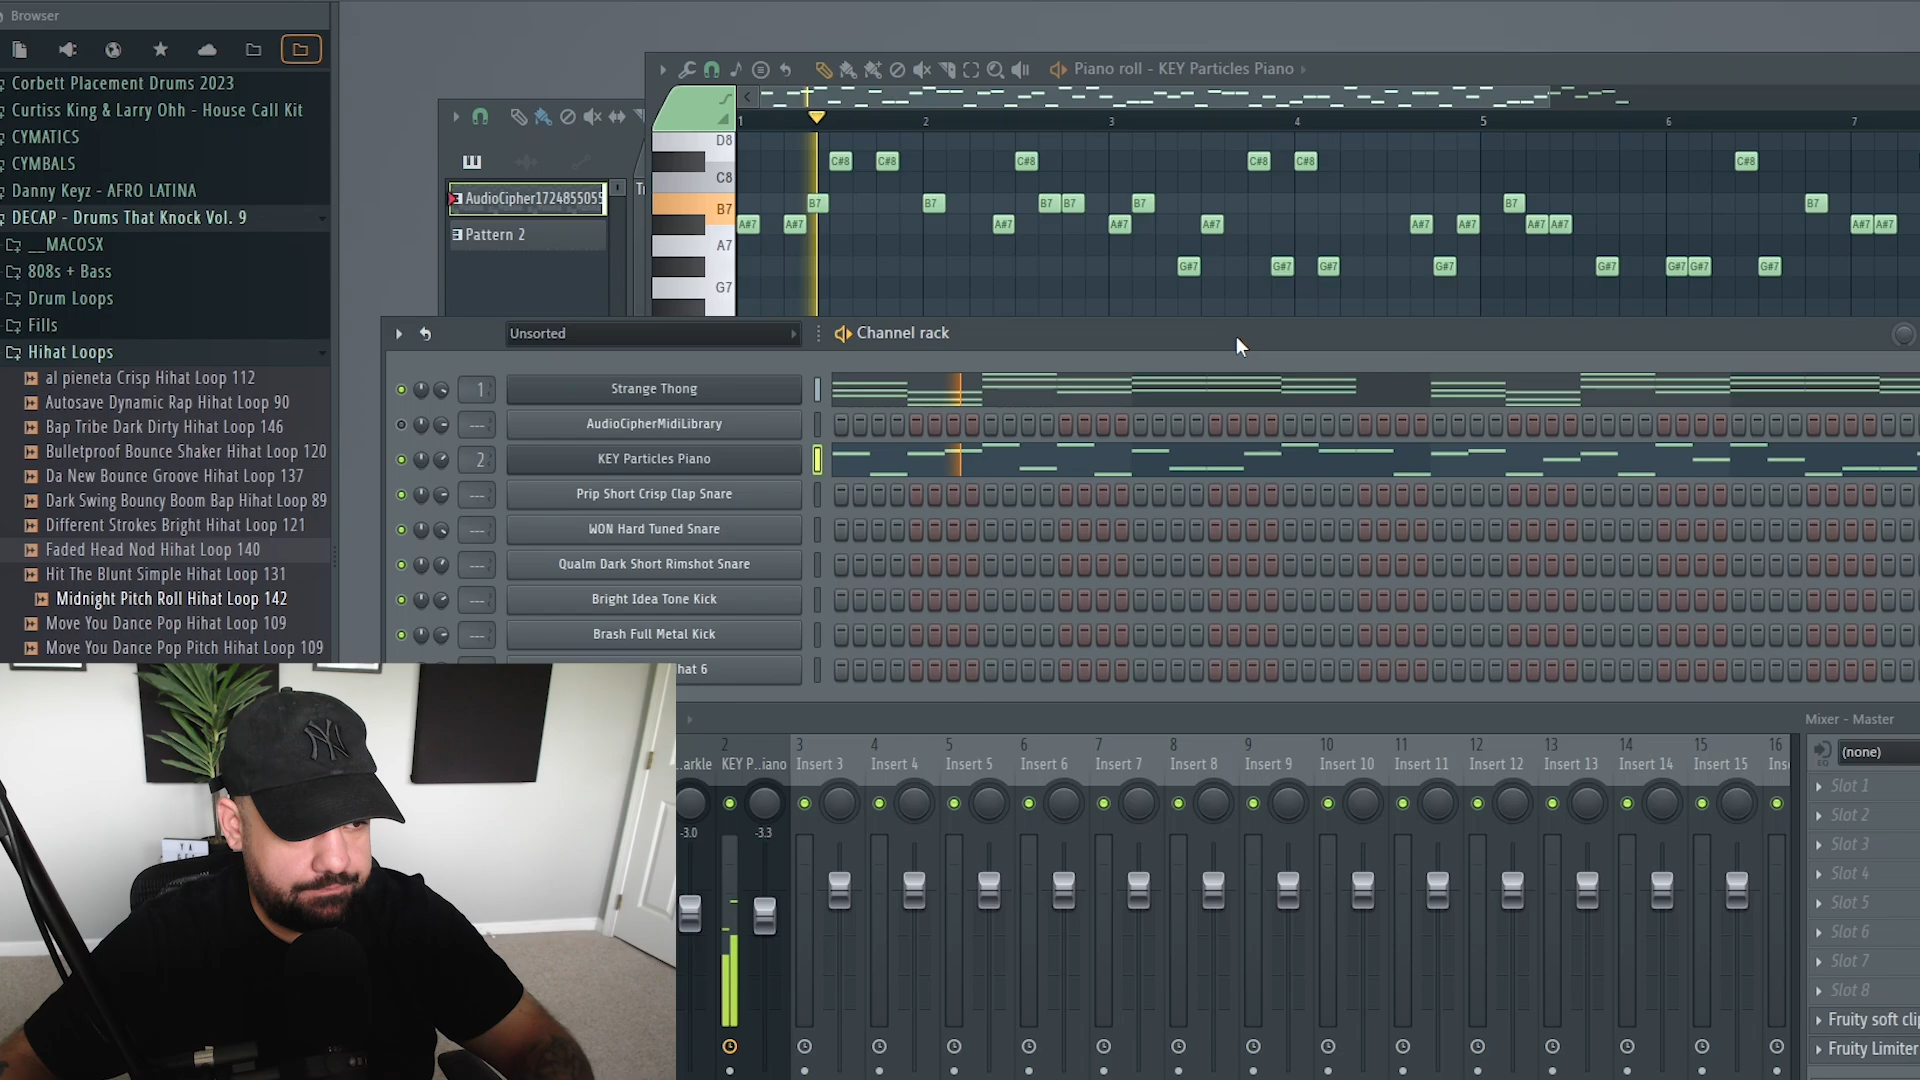 Browser
Corbett Placement Drums 2023
Curtiss King & Larry Ohh - House Call Kit
CYMATICS
CYMBALS
Danny Keyz - AFRO LATINA
DECAP - Drums That Knock Vol. 9
__MACOSX
808s + Bass
Drum Loops
Fills
Hihat Loops
al pieneta Crisp Hihat Loop 112
Autosave Dynamic Rap Hihat Loop 90
Bap Tribe Dark Dirty Hihat Loop 146
Bulletproof Bounce Shaker Hihat Loop 120
Da New Bounce Groove Hihat Loop 137
Dark Swing Bouncy Boom Bap Hihat Loop 89
Different Strokes Bright Hihat Loop 121
Faded Head Nod Hihat Loop 140
Hit The Blunt Simple Hihat Loop 131
Midnight Pitch Roll Hihat Loop 142
Move You Dance Pop Hihat Loop 109
Move You Dance Pop Pitch Hihat Loop 109
AudioCipher1724855055
Pattern 2
Piano roll - KEY Particles Piano
1 2 3 4 5 6 7
D8
C#8 C#8 C#8 C#8 C#8 C#8
C8
B7 B7 B7 B7 B7 B7 B7 B7
A#7 A#7 A#7 A#7 A#7 A#7 A#7 A#7 A#7 A#7 A#7
A7
G#7 G#7 G#7 G#7 G#7 G#7 G#7 G#7
G7
Unsorted
Channel rack
1 Strange Thong
--- AudioCipherMidiLibrary
2 KEY Particles Piano
--- Prip Short Crisp Clap Snare
--- WON Hard Tuned Snare
--- Qualm Dark Short Rimshot Snare
--- Bright Idea Tone Kick
--- Brash Full Metal Kick
hat 6
Mixer - Master
2 3 4 5 6 7 8 9 10 11 12 13 14 15 16
..arkle KEY P..iano Insert 3 Insert 4 Insert 5 Insert 6 Insert 7 Insert 8 Insert 9 Insert 10 Insert 11 Insert 12 Insert 13 Insert 14 Insert 15 Ins
-3.0 -3.3
(none)
Slot 1
Slot 2
Slot 3
Slot 4
Slot 5
Slot 6
Slot 7
Slot 8
Fruity soft clip
Fruity Limiter
NY